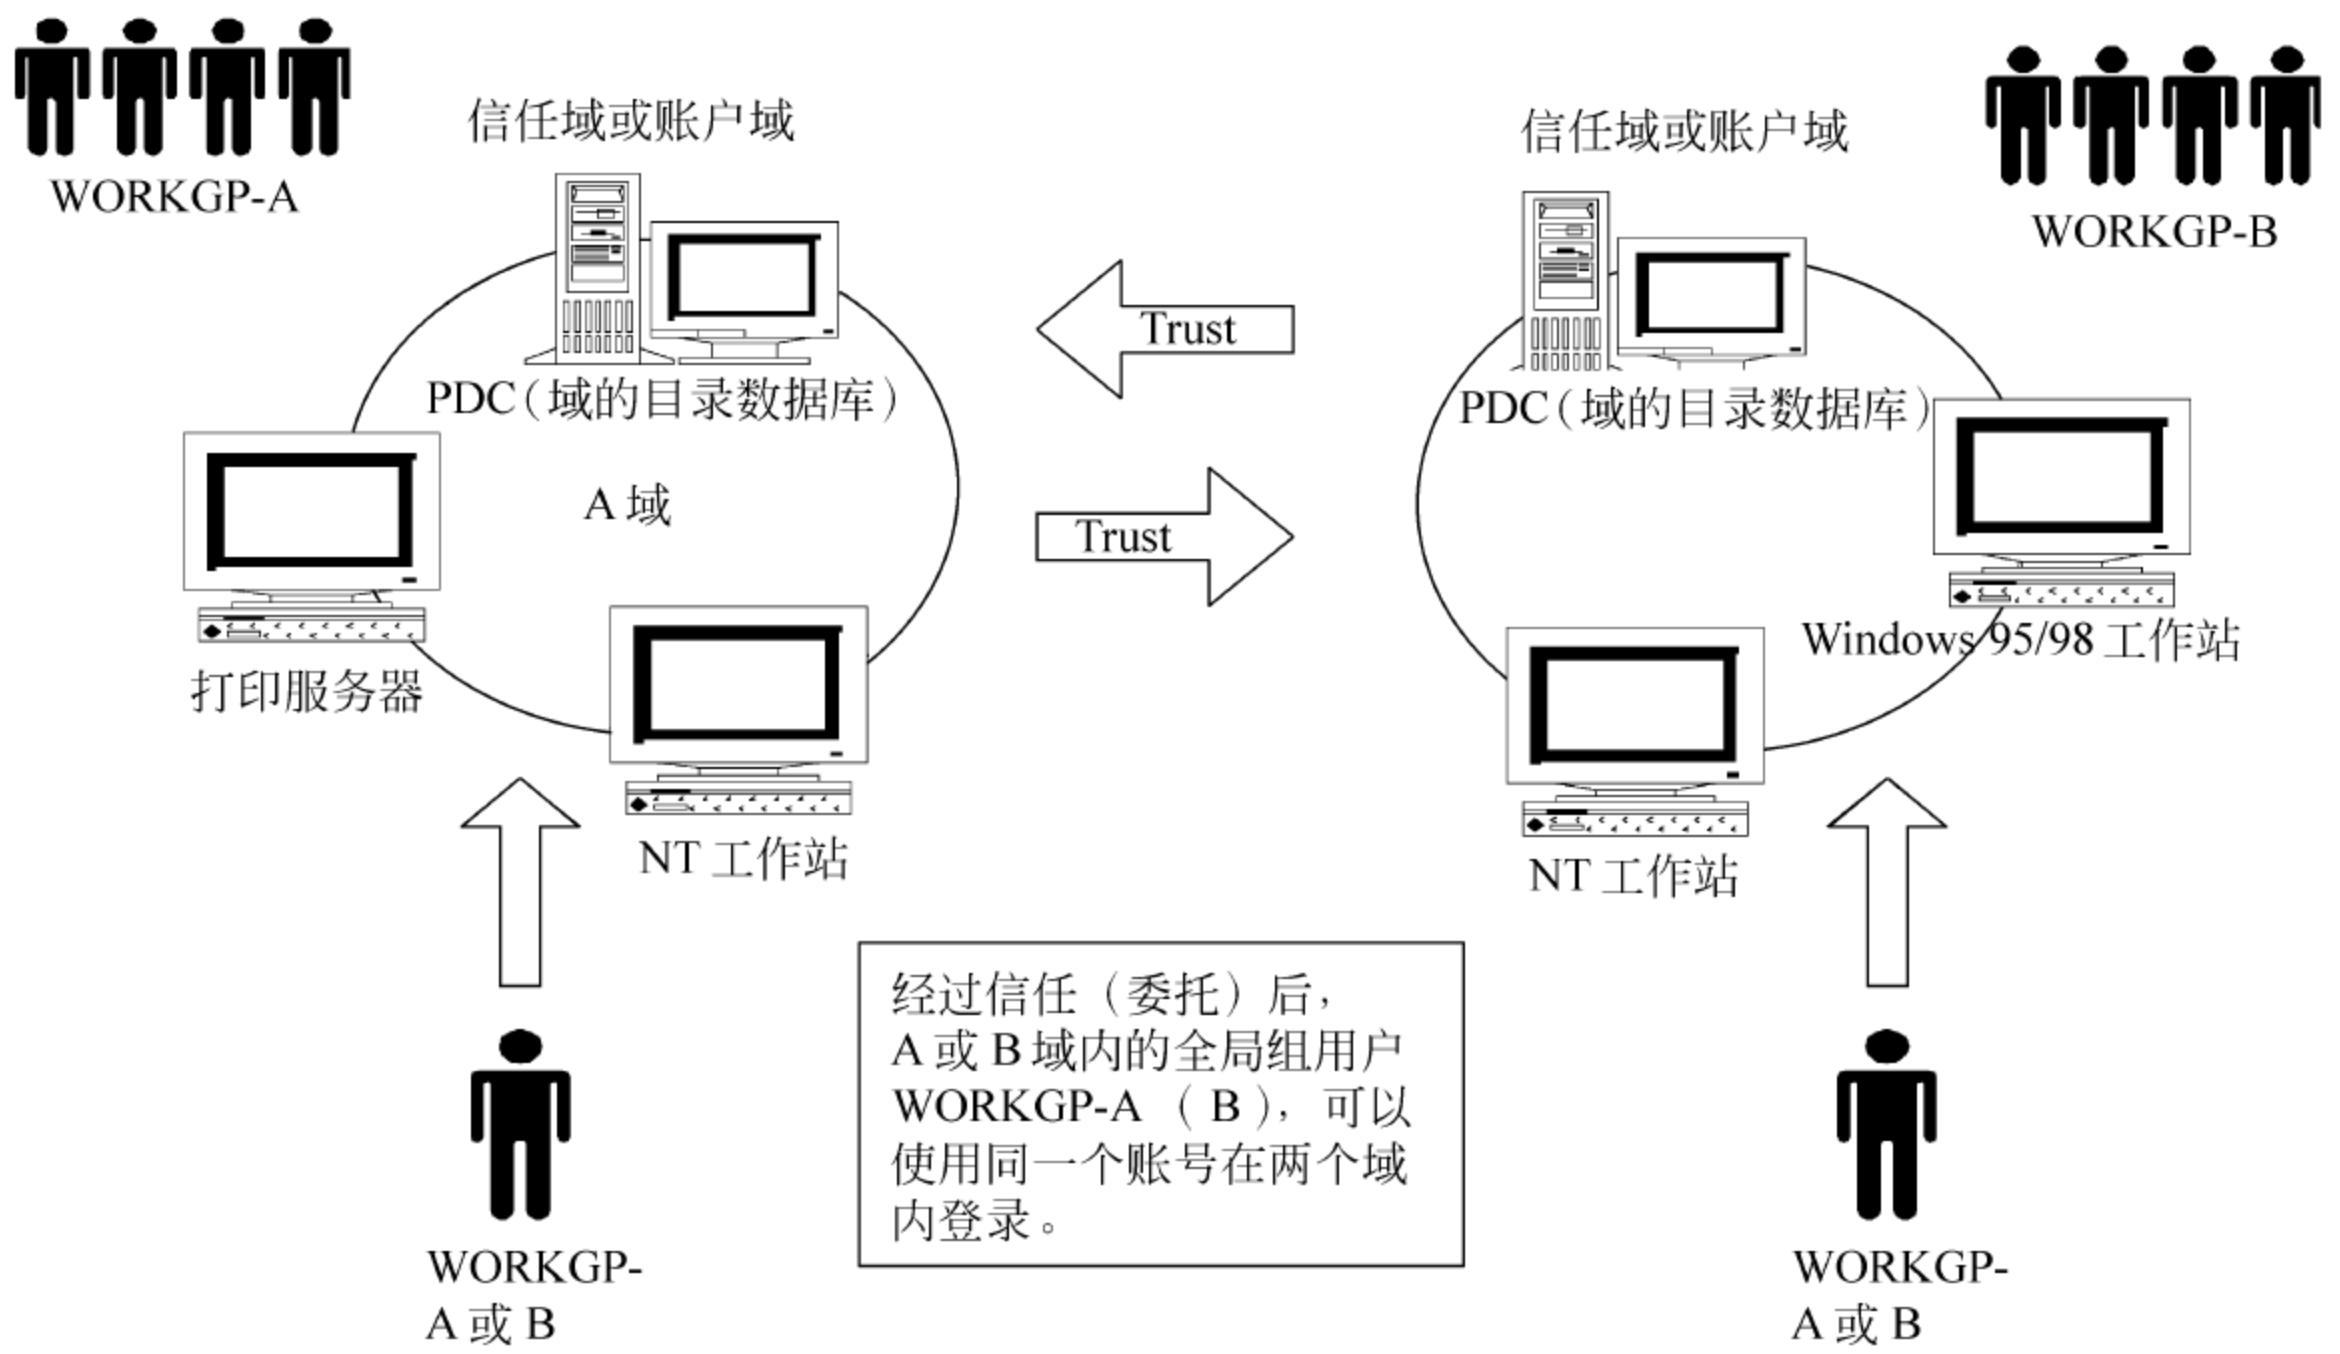 WORKGP-A
信任域或账户域
信任域或账户域
WORKGP-B
Trust
PDC（域的目录数据库）
PDC（域的目录数据库）
A 域
Trust
打印服务器
Windows 95/98 工作站
NT 工作站
NT 工作站
经过信任（委托）后，
A 或 B 域内的全局组用户
WORKGP-A （ B ），可以
使用同一个账号在两个域
内登录。
WORKGP-
A 或 B
WORKGP-
A 或 B